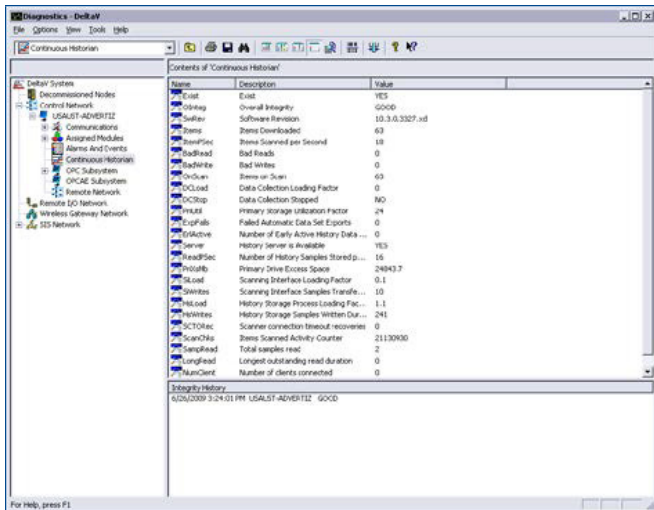 Diagnostics - DeltaV
File Options View Tools Help
Continuous Historian
Contents of 'Continuous Historian'
DeltaV System
Decommissioned Nodes
Control Network
USAUST-ADVERTIZ
Communications
Assigned Modules
Alarms And Events
Continuous Historian
OPC Subsystem
OPCAE Subsystem
Remote Network
Remote I/O Network
Wireless Gateway Network
SIS Network
Name Description Value
Exist Exist YES
OInteg Overall Integrity GOOD
SwRev Software Revision 10.3.0.3327.xd
Items Items Downloaded 63
ItemPSec Items Scanned per Second 18
BadRead Bad Reads 0
BadWrite Bad Writes 0
OnScan Items on Scan 63
DCLoad Data Collection Loading Factor 0
DCStop Data Collection Stopped NO
PriUtil Primary Storage Utilization Factor 24
ExpFails Failed Automatic Data Set Exports 0
ErlActive Number of Early Active History Data ... 0
Server History Server is Available YES
ReadPSec Number of History Samples Stored p... 16
PriXsMb Primary Drive Excess Space 24843.7
SiLoad Scanning Interface Loading Factor 0.1
SiWrites Scanning Interface Samples Transfe... 10
HsLoad History Storage Process Loading Fac... 1.1
HsWrites History Storage Samples Written Dur... 241
SCTORec Scanner connection timeout recoveries 0
ScanChks Items Scanned Activity Counter 21130930
SampRead Total samples read 2
LongRead Longest outstanding read duration 0
NumClient Number of clients connected 0
Integrity History
6/26/2009 3:24:01 PM USAUST-ADVERTIZ GOOD
For Help, press F1